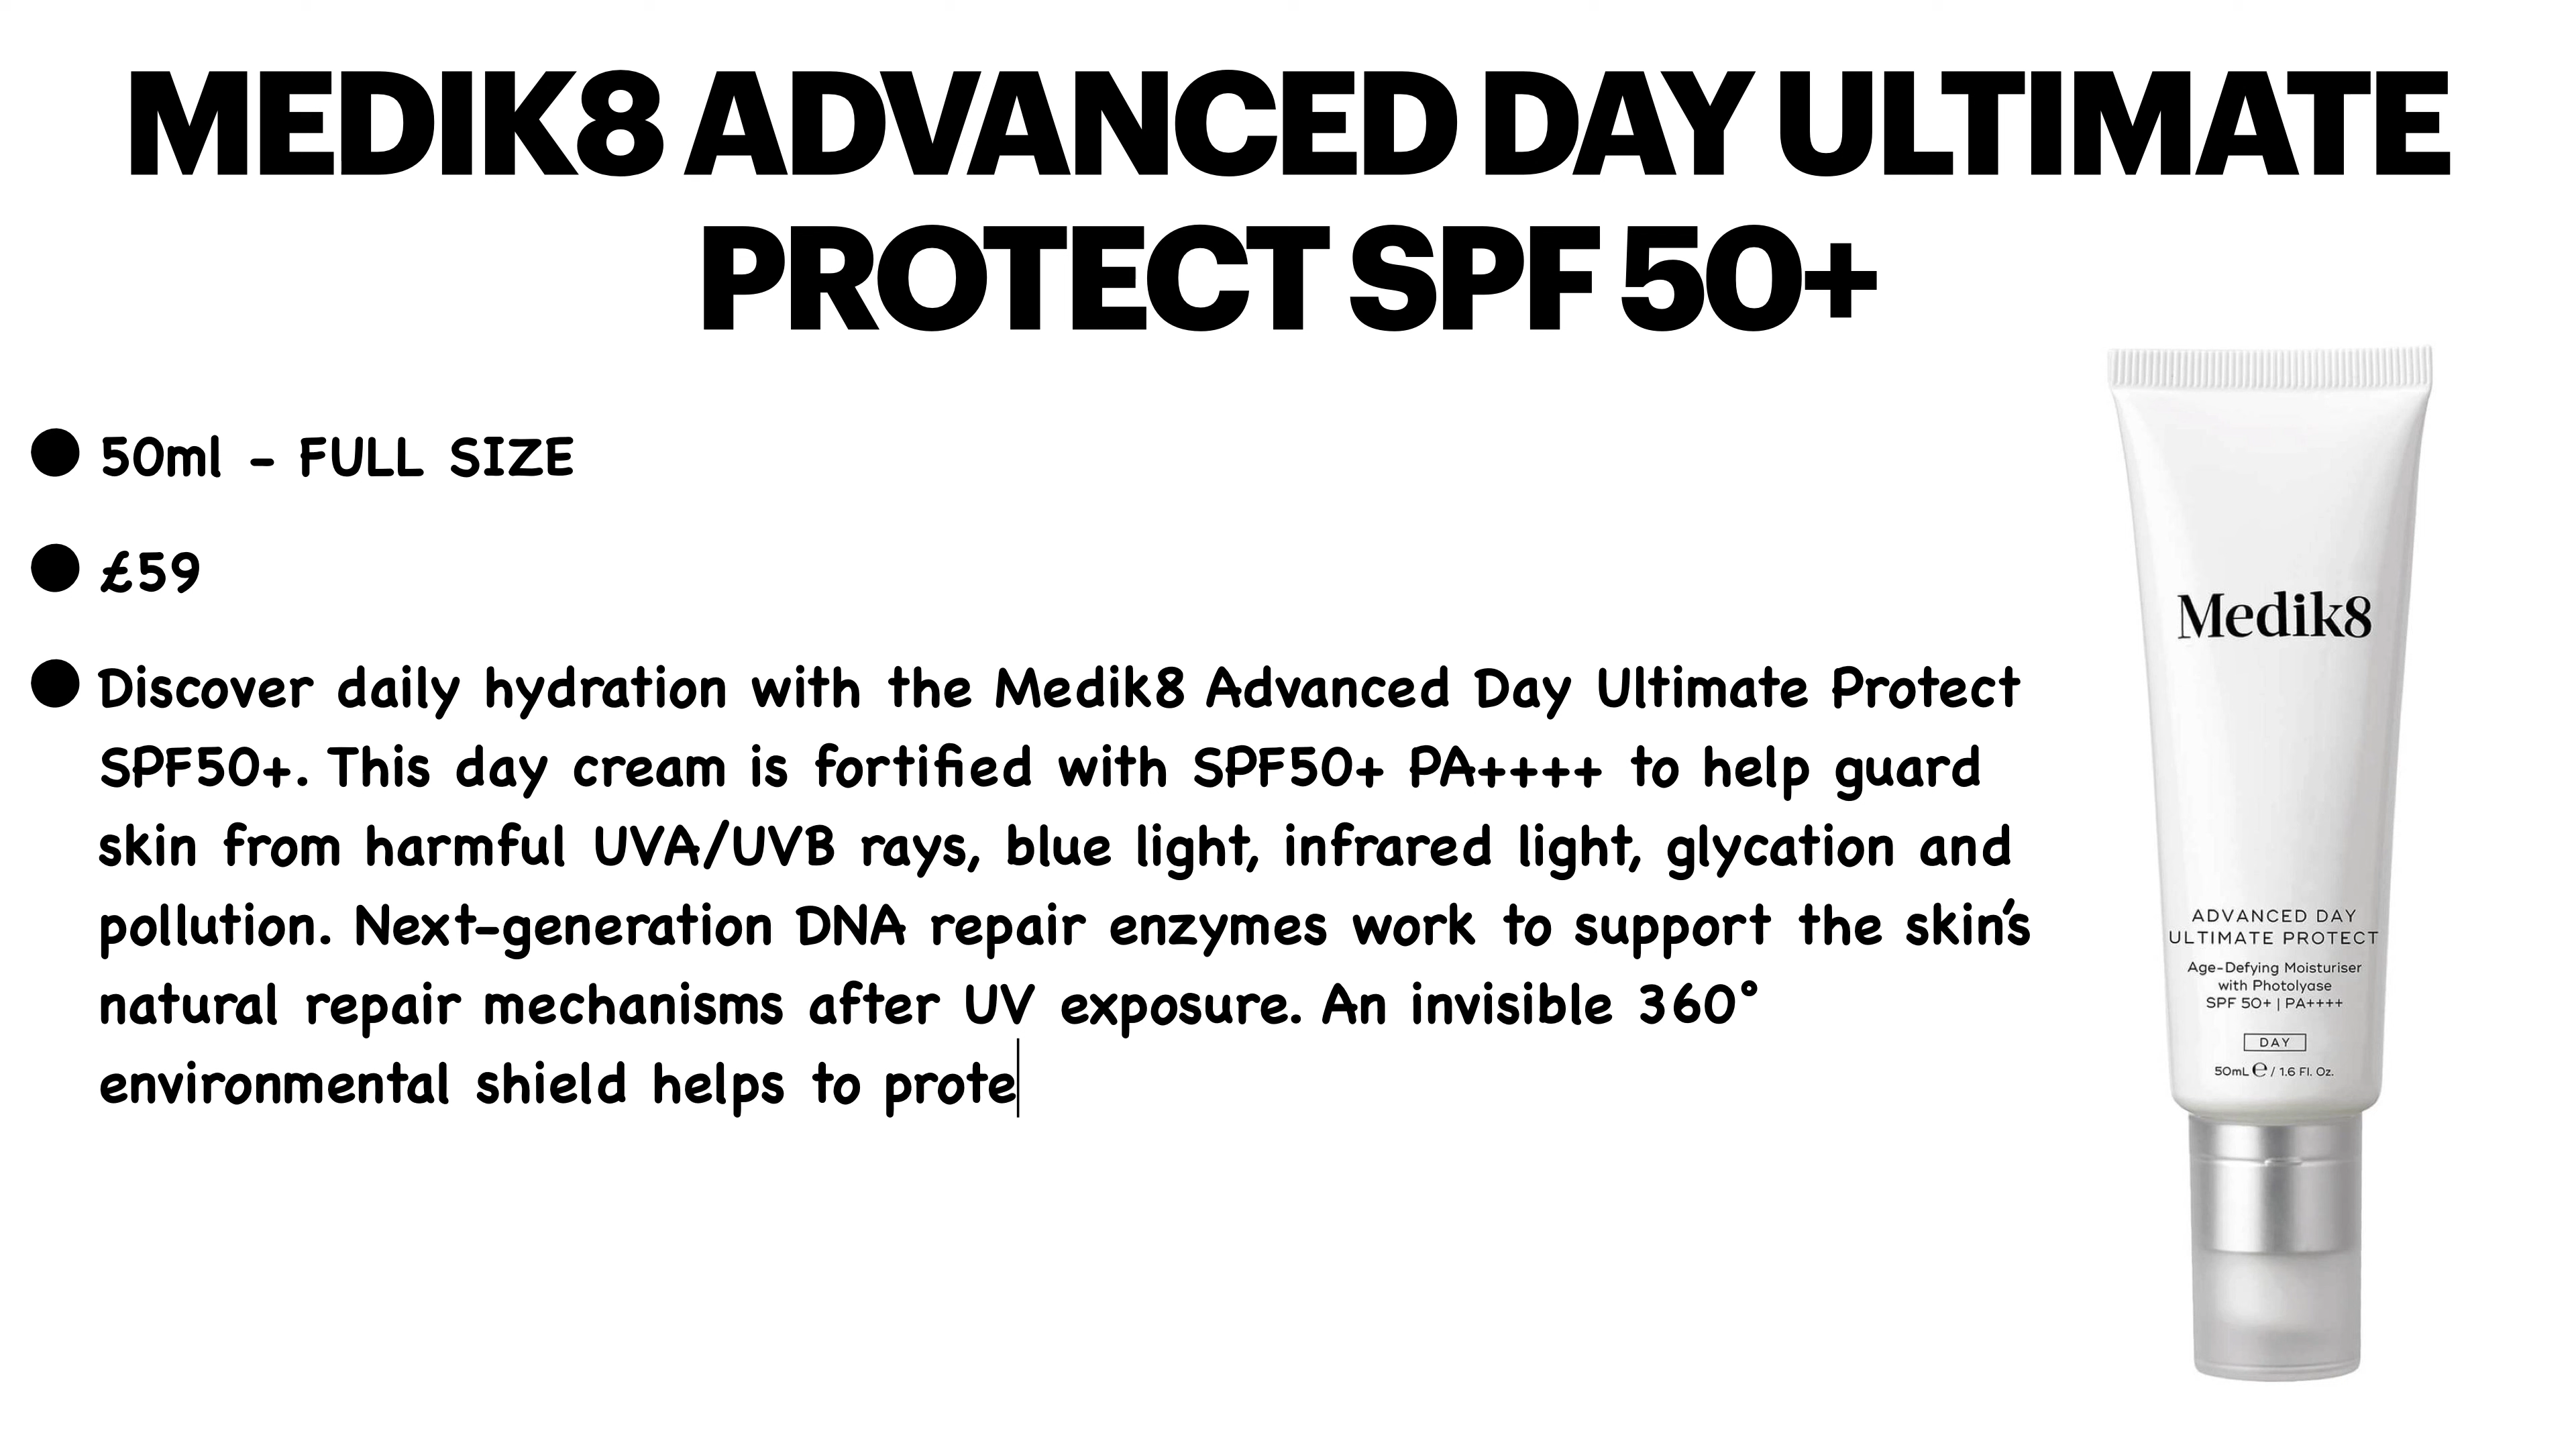 MEDIK8 ADVANCED DAY ULTIMATE
PROTECT SPF 50+
● 50ml - FULL SIZE
● £59
● Discover daily hydration with the Medik8 Advanced Day Ultimate Protect
SPF50+. This day cream is fortified with SPF50+ PA++++ to help guard
skin from harmful UVA/UVB rays, blue light, infrared light, glycation and
pollution. Next-generation DNA repair enzymes work to support the skin's
natural repair mechanisms after UV exposure. An invisible 360°
environmental shield helps to prote
Medik8
ADVANCED DAY
ULTIMATE PROTECT
Age-Defying Moisturiser
with Photolyase
SPF 50+ | PA++++
DAY
50mL ℮ / 1.6 Fl. Oz.